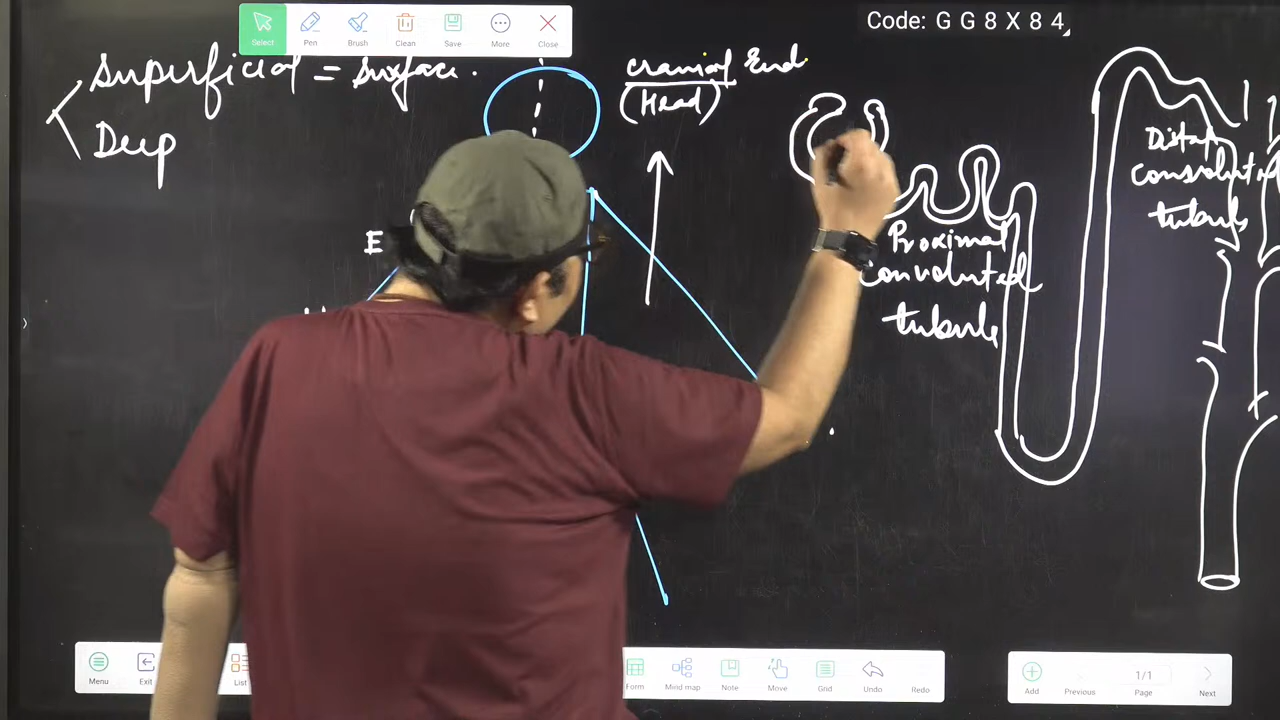 Select Pen Brush Clean Save More Close
Code: G G 8 X 8 4
Superficial = Surface.
Deep
cranial End
(Head)
E
Proximal
convoluted
tubule
Distal
convoluted
tubule
Menu Exit List Form Mind map Note Move Grid Undo Redo
Add Previous 1/1 Page Next